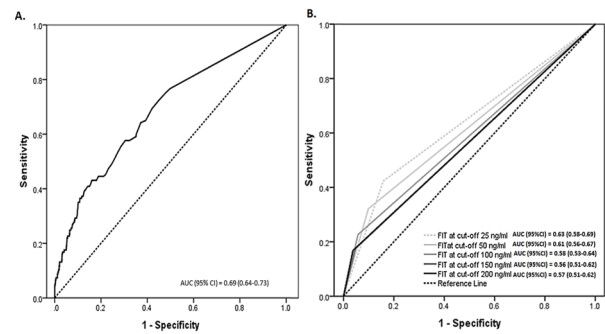 A.
1.0
0.8
0.6
0.4
0.2
0.0
Sensitivity
AUC (95% CI) = 0.69 (0.64-0.73)
0.0 0.2 0.4 0.6 0.8 1.0
1 - Specificity
B.
1.0
0.8
0.6
0.4
0.2
0.0
Sensitivity
FIT at cut-off 25 ng/ml AUC (95%CI) = 0.63 (0.58-0.69)
FIT at cut-off 50 ng/ml AUC (95%CI) = 0.61 (0.56-0.67)
FIT at cut-off 100 ng/ml AUC (95%CI) = 0.58 (0.53-0.64)
FIT at cut-off 150 ng/ml AUC (95%CI) = 0.56 (0.51-0.62)
FIT at cut-off 200 ng/ml AUC (95%CI) = 0.57 (0.51-0.62)
Reference Line
0.0 0.2 0.4 0.6 0.8 1.0
1 - Specificity